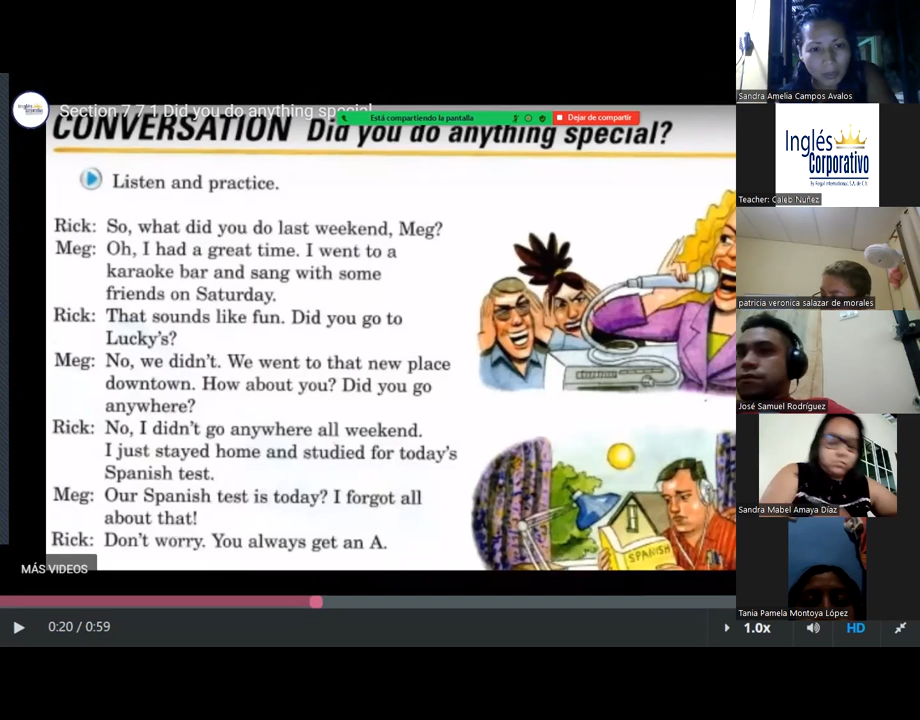 Section 7 7 1 Did you do anything special
Está compartiendo la pantalla
Dejar de compartir
CONVERSATION Did you do anything special?
Listen and practice.
Rick: So, what did you do last weekend, Meg?
Meg: Oh, I had a great time. I went to a
karaoke bar and sang with some
friends on Saturday.
Rick: That sounds like fun. Did you go to
Lucky's?
Meg: No, we didn't. We went to that new place
downtown. How about you? Did you go
anywhere?
Rick: No, I didn't go anywhere all weekend.
I just stayed home and studied for today's
Spanish test.
Meg: Our Spanish test is today? I forgot all
about that!
Rick: Don't worry. You always get an A.
SPANISH
MÁS VIDEOS
0:20 / 0:59
1.0x
HD
Sandra Amelia Campos Avalos
Inglés
Corporativo
Teacher: Caleb Nuñez
patricia veronica salazar de morales
José Samuel Rodríguez
Sandra Mabel Amaya Díaz
Tania Pamela Montoya López